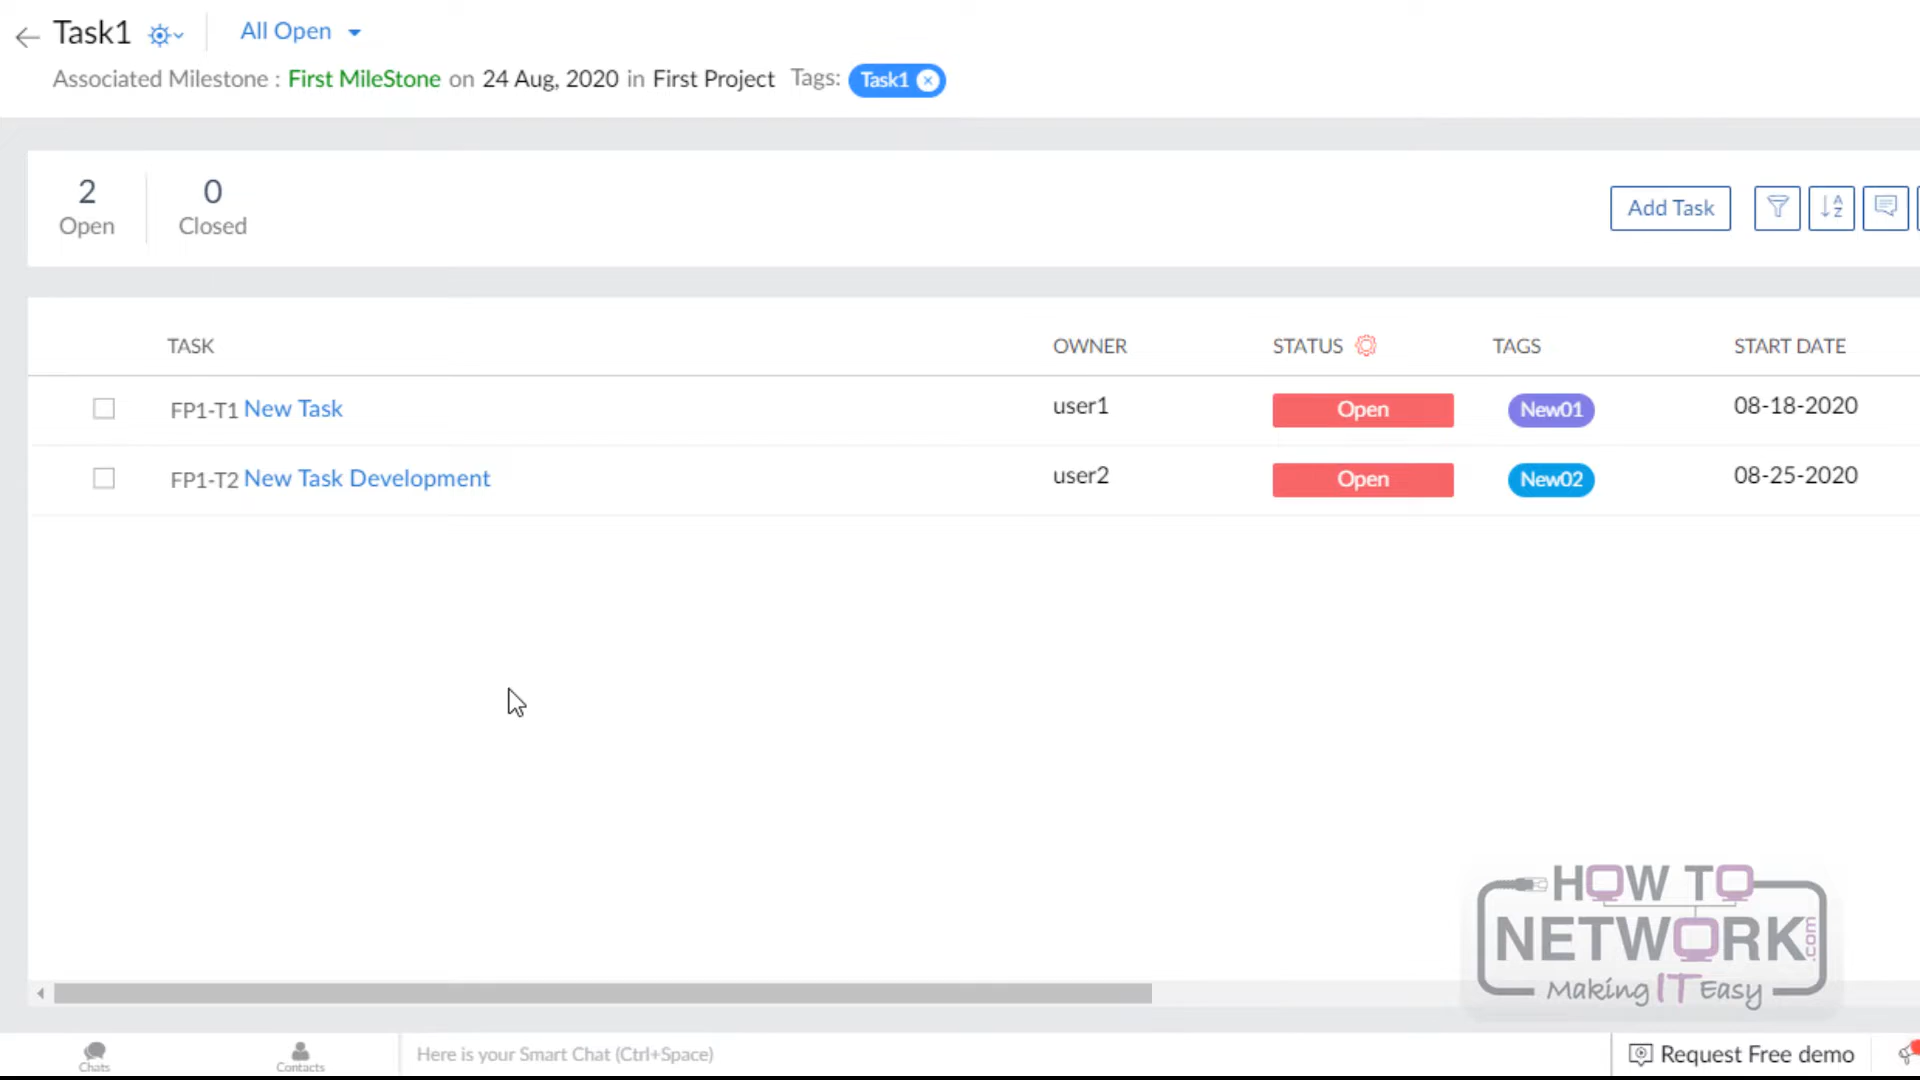 Task1
All Open
Associated Milestone : First MileStone on 24 Aug, 2020 in First Project Tags: Task1
2
Open
0
Closed
Add Task
A
Z
TASK OWNER STATUS TAGS START DATE
FP1-T1 New Task user1 Open New01 08-18-2020
FP1-T2 New Task Development user2 Open New02 08-25-2020
HOW TO
NETWORK.com
Making IT Easy
Chats
Contacts
Here is your Smart Chat (Ctrl+Space)
Request Free demo